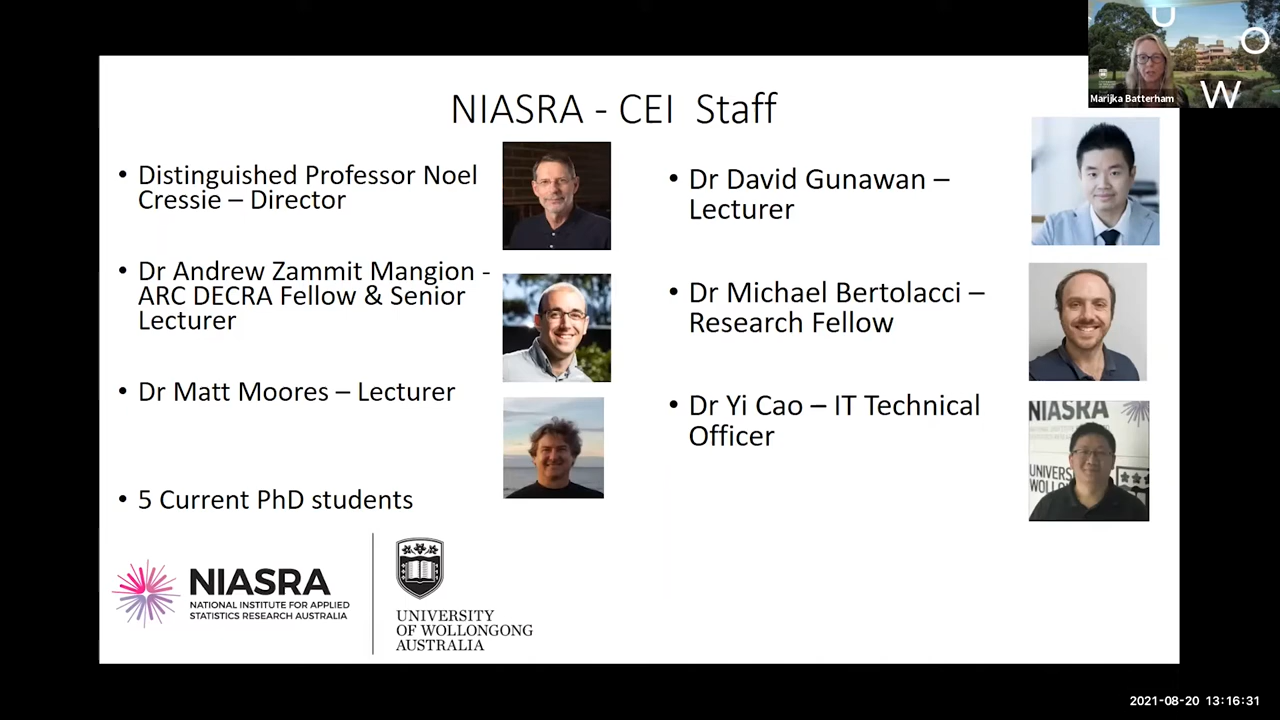 NIASRA - CEI Staff
• Distinguished Professor Noel
Cressie – Director
• Dr Andrew Zammit Mangion -
ARC DECRA Fellow & Senior
Lecturer
• Dr Matt Moores – Lecturer
• 5 Current PhD students
• Dr David Gunawan –
Lecturer
• Dr Michael Bertolacci –
Research Fellow
• Dr Yi Cao – IT Technical
Officer
NIASRA
NATIONAL INSTITUTE FOR APPLIED
STATISTICS RESEARCH AUSTRALIA
UNIVERSITY
OF WOLLONGONG
AUSTRALIA
U
O
W
Marijka Batterham
NIASRA
UNIVERS
WOLLO
2021-08-20 13:16:31